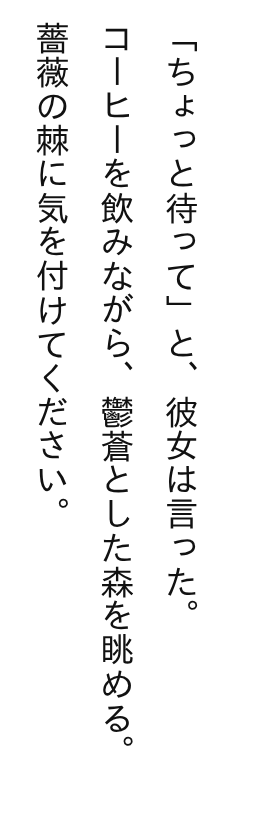 「ちょっと待って」と、彼女は言った。
コーヒーを飲みながら、鬱蒼とした森を眺める。
薔薇の棘に気を付けてください。